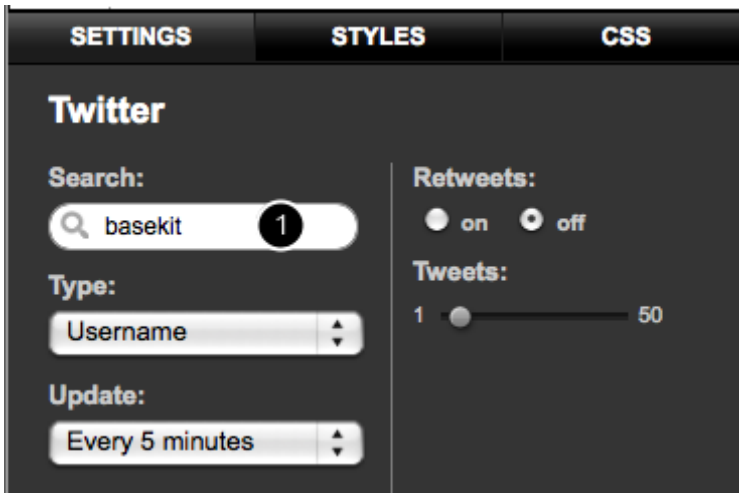 SETTINGS STYLES CSS
Twitter
Search:
basekit 1
Type:
Username
Update:
Every 5 minutes
Retweets:
on off
Tweets:
1 50